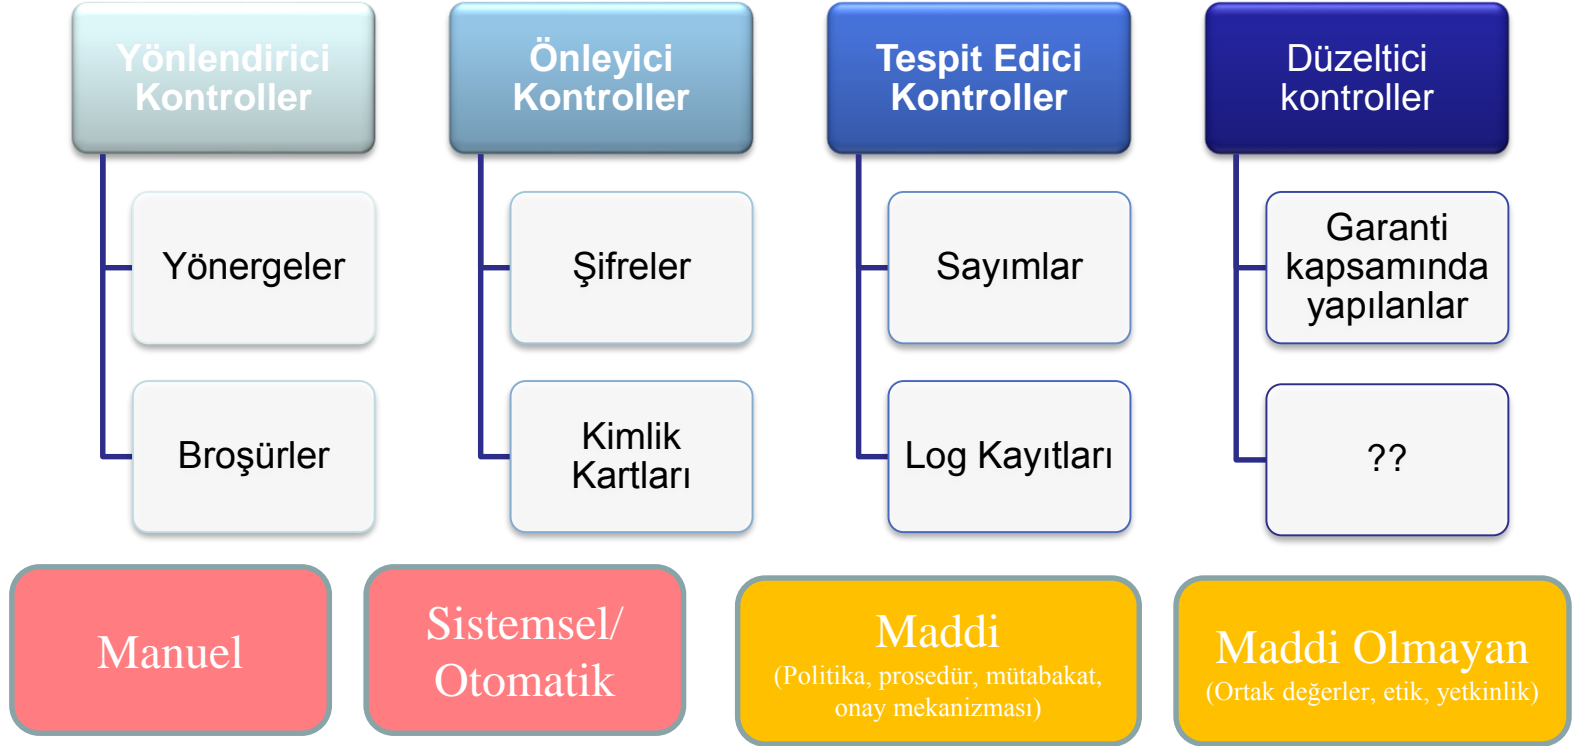 Yönlendirici
Kontroller
Önleyici
Kontroller
Tespit Edici
Kontroller
Düzeltici
kontroller
Yönergeler
Şifreler
Sayımlar
Garanti
kapsamında
yapılanlar
Broşürler
Kimlik
Kartları
Log Kayıtları
??
Manuel
Sistemsel/
Otomatik
Maddi
(Politika, prosedür, mütabakat,
onay mekanizması)
Maddi Olmayan
(Ortak değerler, etik, yetkinlik)